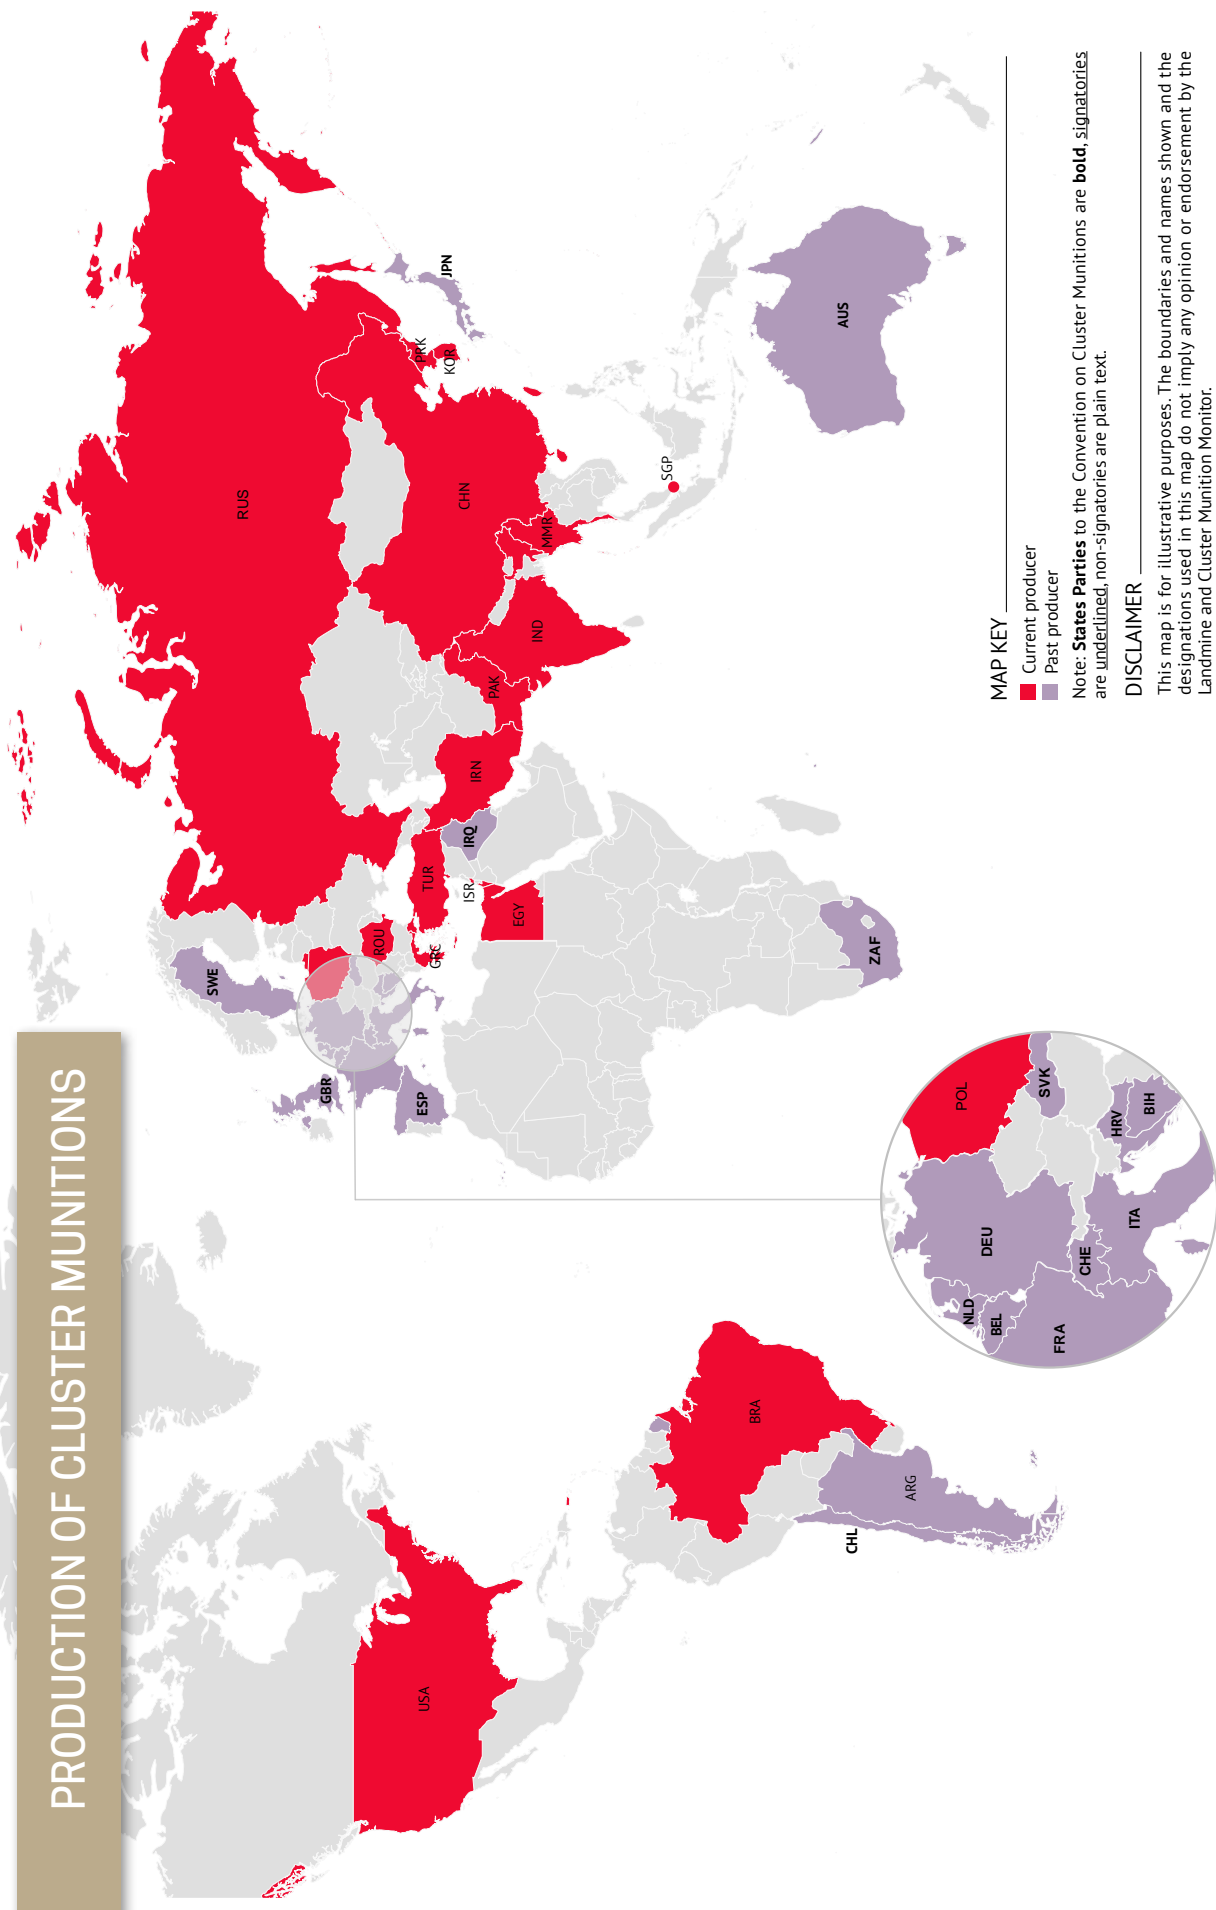 PRODUCTION OF CLUSTER MUNITIONS
RUS
SWE
GBR
ESP
ROU
GRC
TUR
ISR
EGY
IRQ
IRN
PAK
IND
CHN
MMR
PRK
KOR
JPN
SGP
AUS
ZAF
USA
BRA
ARG
CHL
POL
SVK
HRV
BIH
DEU
NLD
BEL
CHE
ITA
FRA
MAP KEY
Current producer
Past producer
Note: States Parties to the Convention on Cluster Munitions are bold, signatories
are underlined, non-signatories are plain text.
DISCLAIMER
This map is for illustrative purposes. The boundaries and names shown and the
designations used in this map do not imply any opinion or endorsement by the
Landmine and Cluster Munition Monitor.